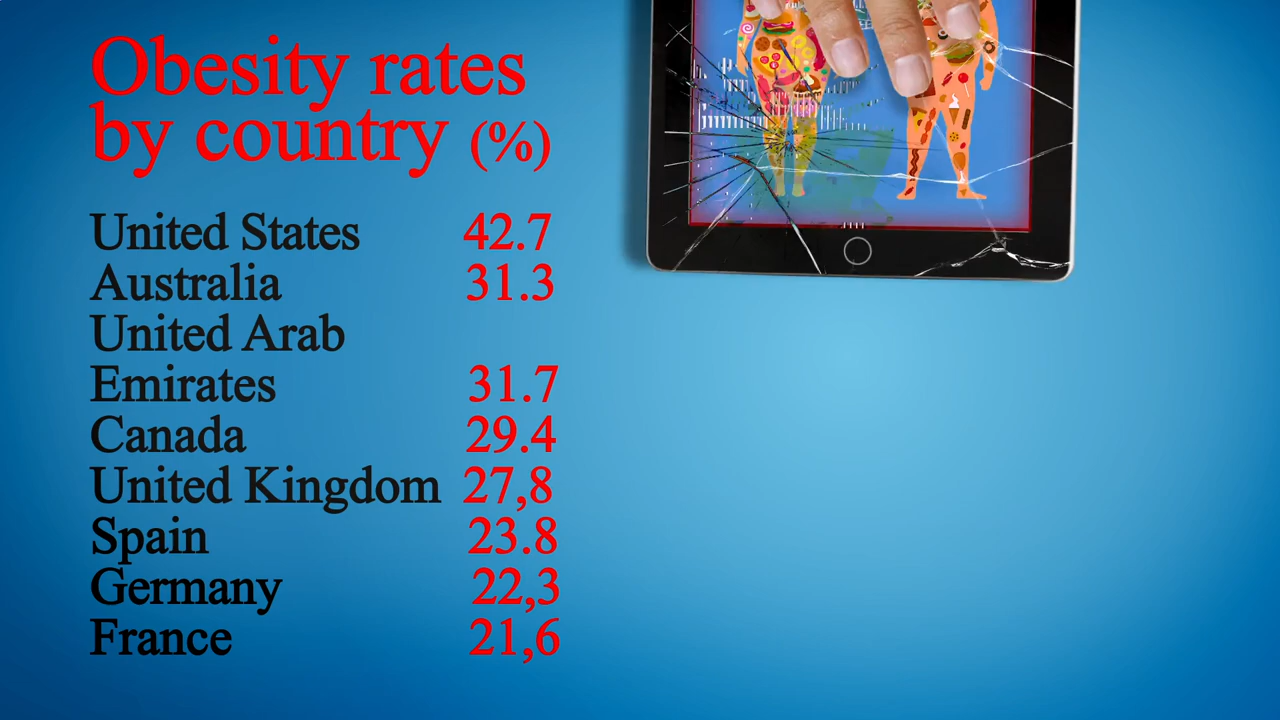 Obesity rates
by country (%)
United States 42.7
Australia 31.3
United Arab
Emirates 31.7
Canada 29.4
United Kingdom 27,8
Spain 23.8
Germany 22,3
France 21,6